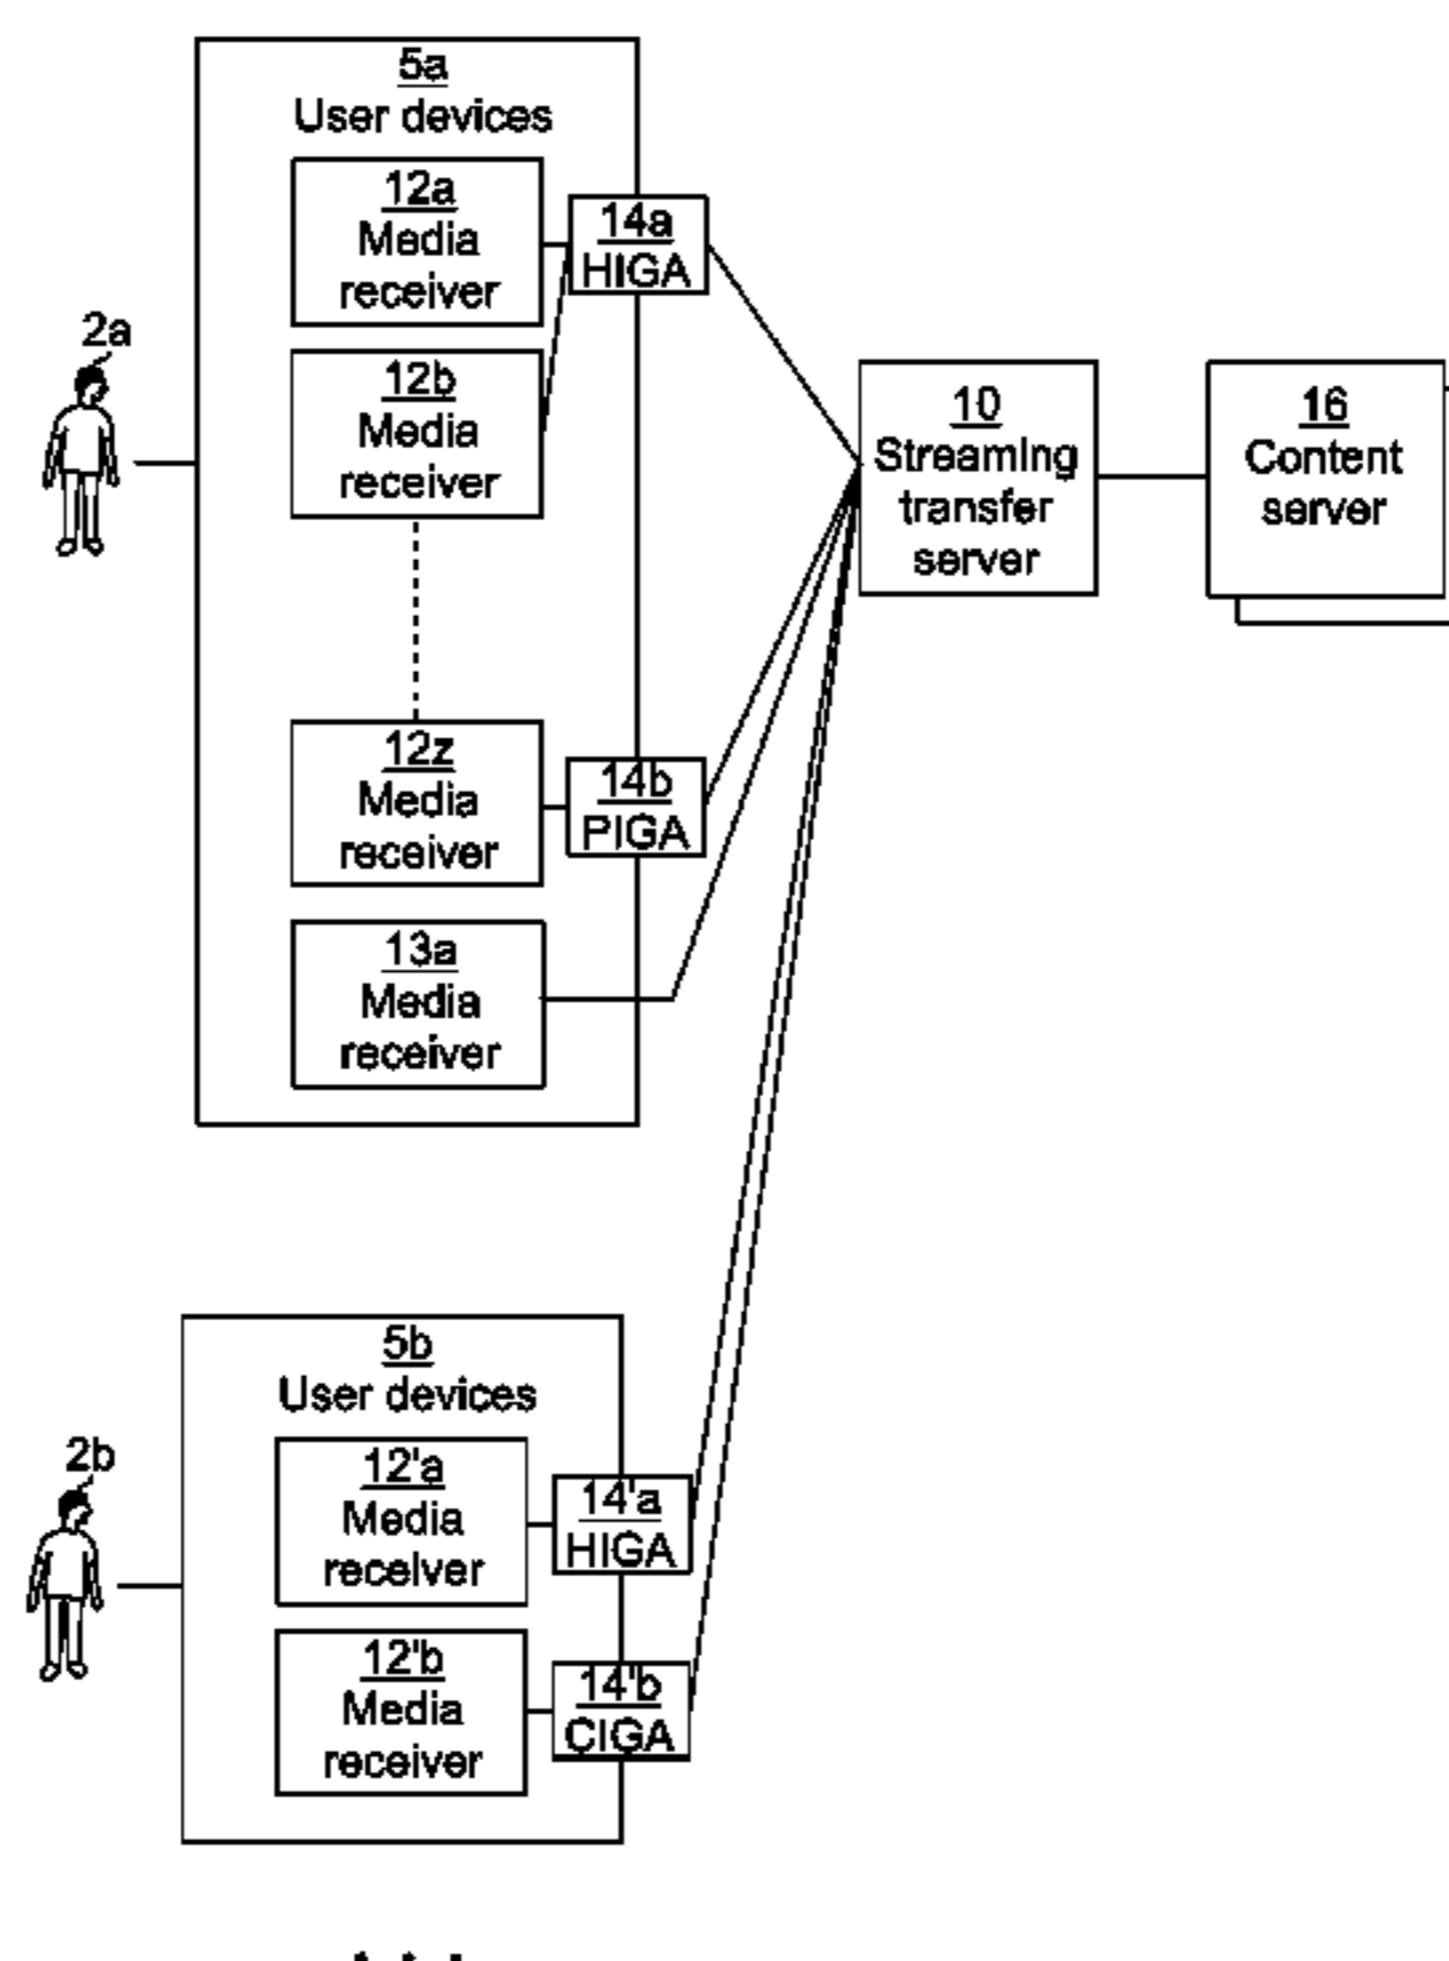 5a
User devices
12a
Media
receiver
14a
HIGA
2a
12b
Media
receiver
10
Streaming
transfer
server
16
Content
server
12z
Media
receiver
14b
PIGA
13a
Media
receiver
5b
User devices
2b
12'a
Media
receiver
14'a
HIGA
12'b
Media
receiver
14'b
CIGA